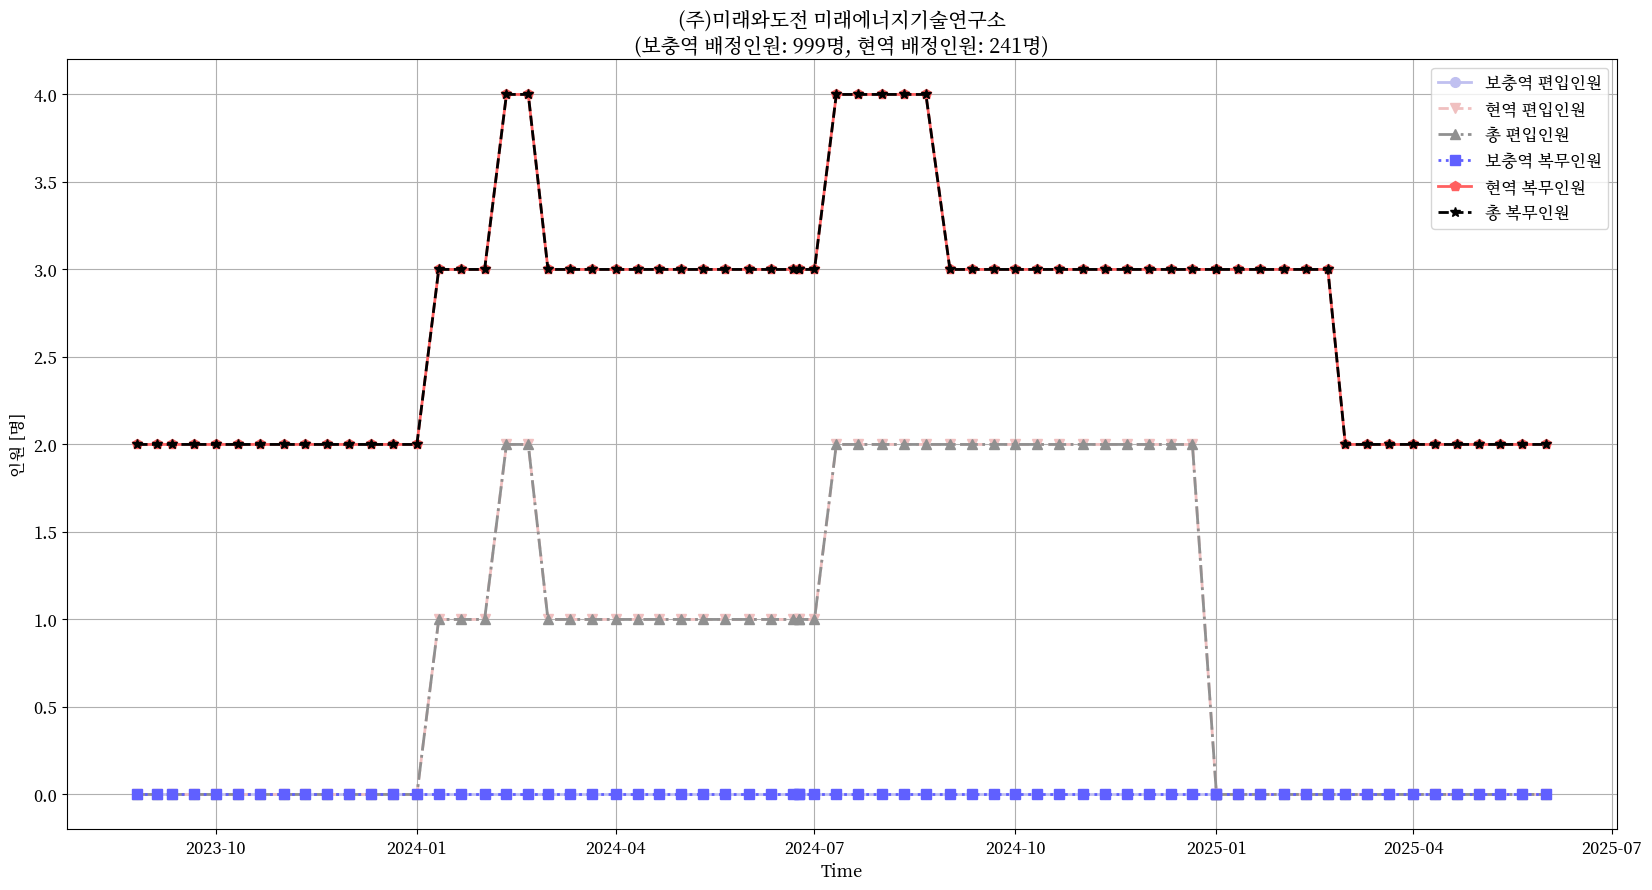 (주)미래와도전 미래에너지기술연구소
(보충역 배정인원: 999명, 현역 배정인원: 241명)
보충역 편입인원
현역 편입인원
총 편입인원
보충역 복무인원
현역 복무인원
총 복무인원
인원 [명]
4.0
3.5
3.0
2.5
2.0
1.5
1.0
0.5
0.0
2023-10
2024-01
2024-04
2024-07
2024-10
2025-01
2025-04
2025-07
Time